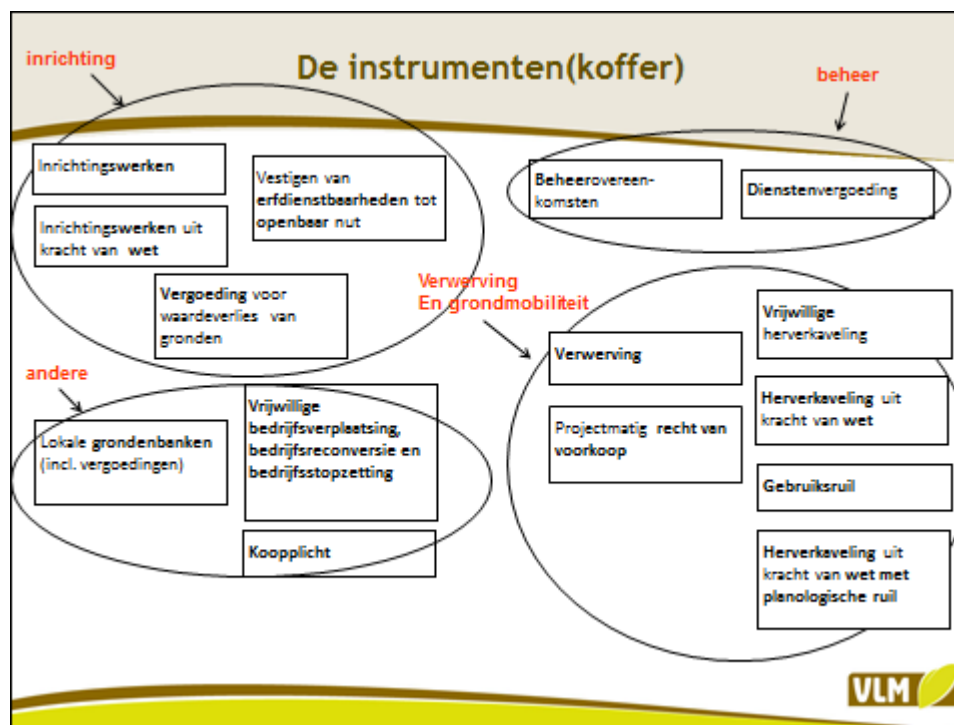 De instrumenten(koffer)
inrichting
Inrichtingswerken
Vestigen van
erfdienstbaarheden tot
openbaar nut
Inrichtingswerken uit
kracht van wet
Vergoeding voor
waardeverlies van
gronden
beheer
Beheerovereen-
komsten
Dienstenvergoeding
Verwerving
En grondmobiliteit
Verwerving
Projectmatig recht van
voorkoop
Vrijwillige
herverkaveling
Herverkaveling uit
kracht van wet
Gebruiksruil
Herverkaveling uit
kracht van wet met
planologische ruil
andere
Lokale grondenbanken
(incl. vergoedingen)
Vrijwillige
bedrijfsverplaatsing,
bedrijfsreconversie en
bedrijfsstopzetting
Koopplicht
VLM